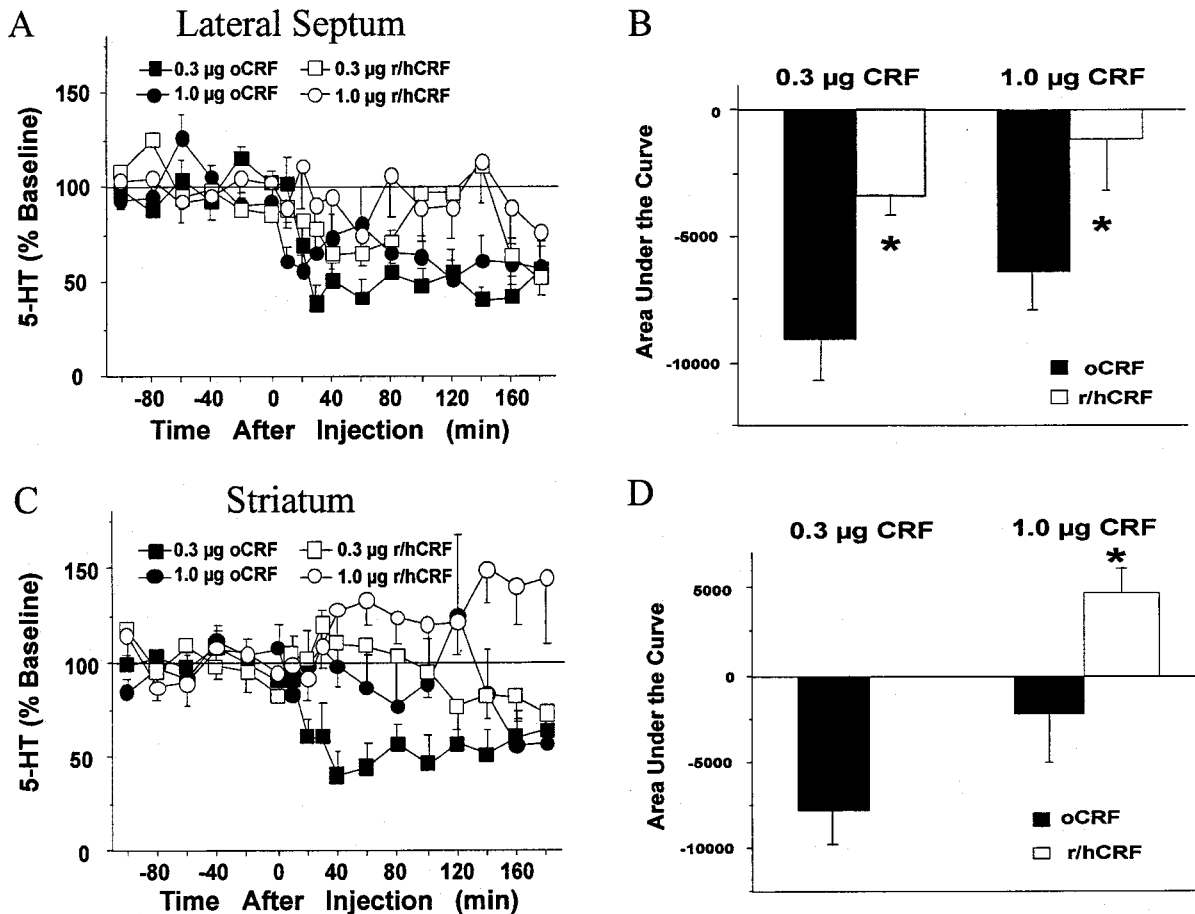 A
Lateral Septum
0.3 µg oCRF 0.3 µg r/hCRF
1.0 µg oCRF 1.0 µg r/hCRF
150
100
50
0
5-HT (% Baseline)
-80 -40 0 40 80 120 160
Time After Injection (min)
B
0.3 µg CRF 1.0 µg CRF
0
-5000
-10000
Area Under the Curve
* *
oCRF
r/hCRF
C
Striatum
0.3 µg oCRF 0.3 µg r/hCRF
1.0 µg oCRF 1.0 µg r/hCRF
150
100
50
0
5-HT (% Baseline)
-80 -40 0 40 80 120 160
Time After Injection (min)
D
0.3 µg CRF 1.0 µg CRF
*
5000
0
-5000
-10000
Area Under the Curve
oCRF
r/hCRF